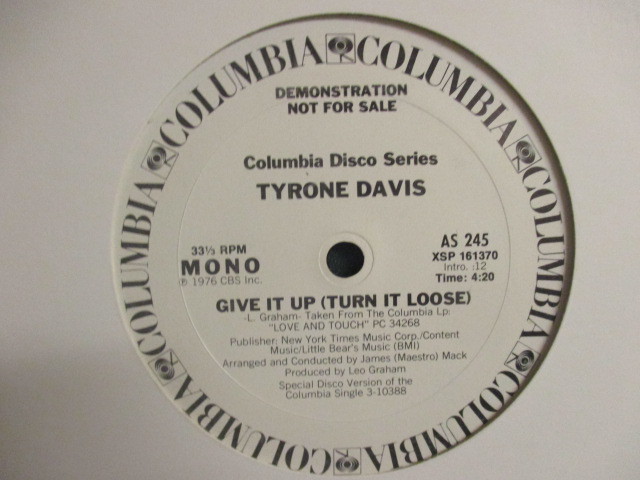 COLUMBIA COLUMBIA COLUMBIA COLUMBIA COLUMBIA COLUMBIA COLUMBIA COLUMBIA
DEMONSTRATION
NOT FOR SALE
Columbia Disco Series
TYRONE DAVIS
33⅓ RPM
MONO
℗ 1976 CBS Inc.
AS 245
XSP 161370
Intro. :12
Time: 4:20
GIVE IT UP (TURN IT LOOSE)
-L. Graham- Taken From The Columbia Lp:
"LOVE AND TOUCH" PC 34268
Publisher: New York Times Music Corp./Content
Music/Little Bear's Music (BMI)
Arranged and Conducted by James (Maestro) Mack
Produced by Leo Graham
Special Disco Version of the
Columbia Single 3-10388